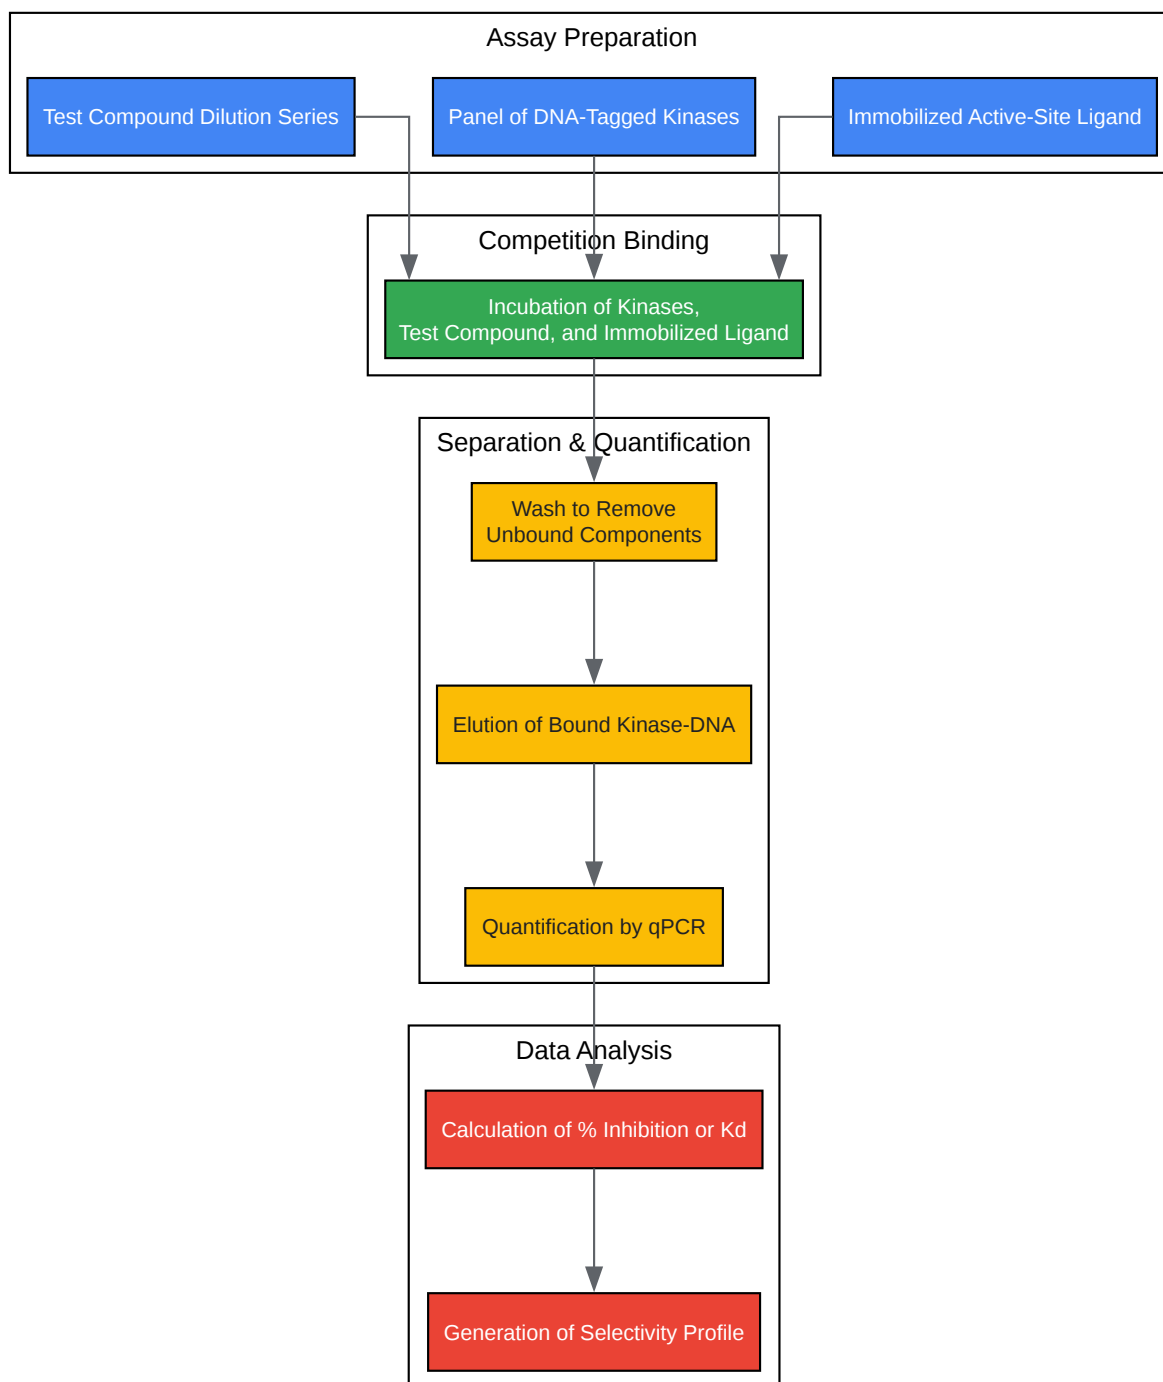 Assay Preparation
Test Compound Dilution Series
Panel of DNA-Tagged Kinases
Immobilized Active-Site Ligand
Competition Binding
Incubation of Kinases,
Test Compound, and Immobilized Ligand
Separation & Quantification
Wash to Remove
Unbound Components
Elution of Bound Kinase-DNA
Quantification by qPCR
Data Analysis
Calculation of % Inhibition or Kd
Generation of Selectivity Profile